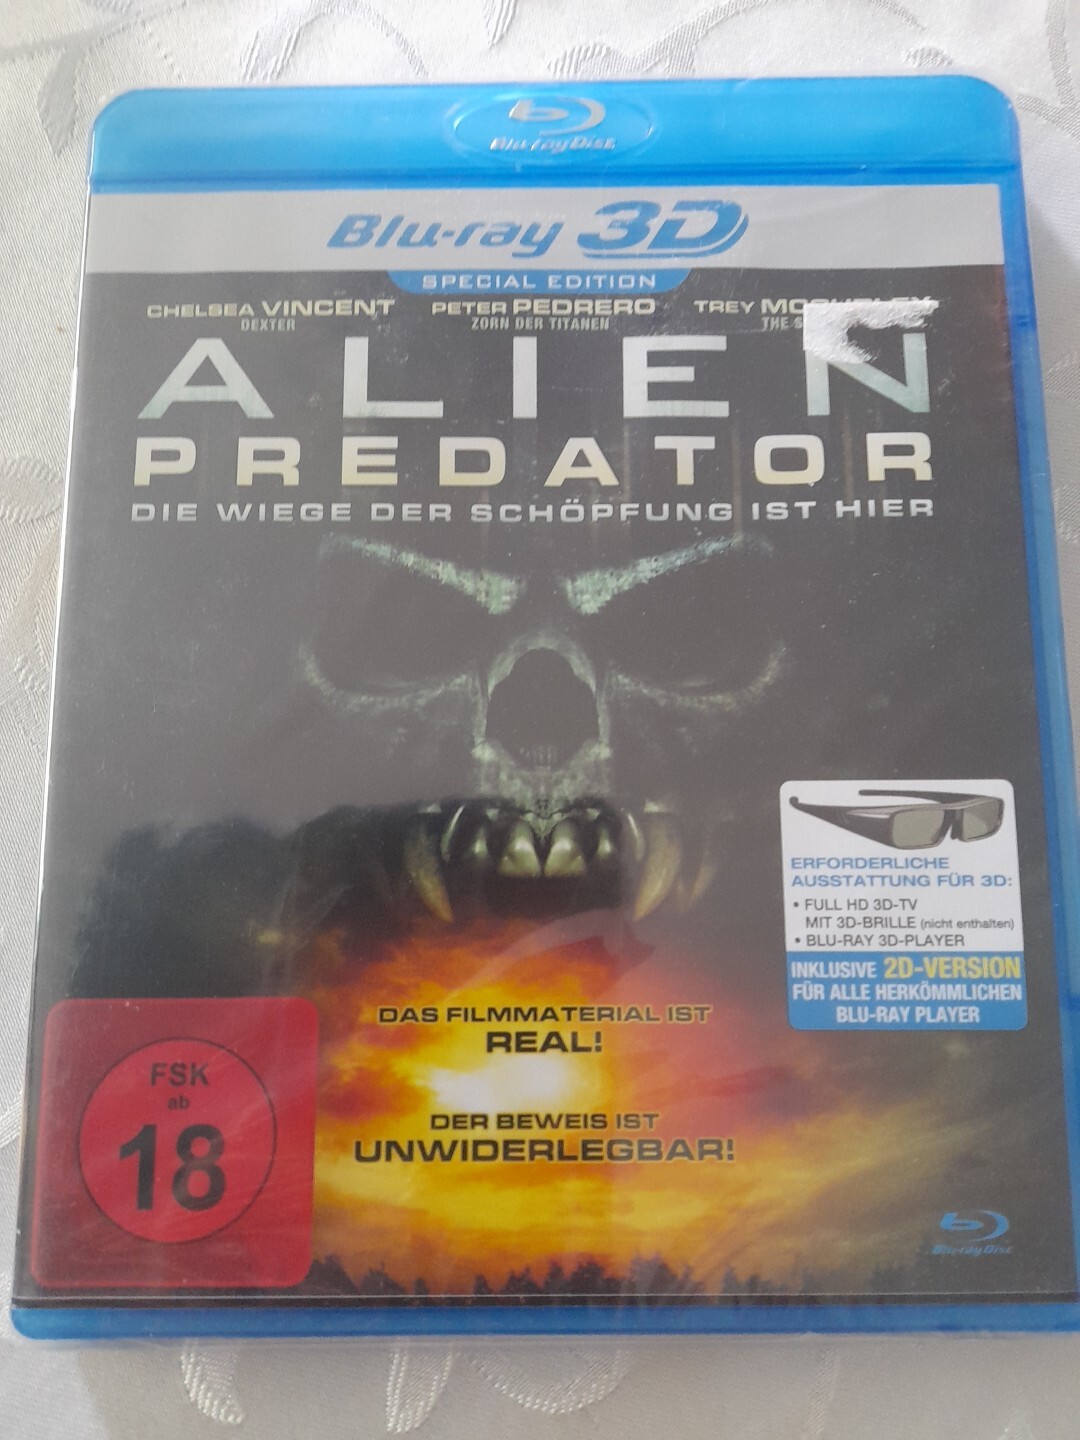 Blu-ray Disc
Blu-ray 3D
SPECIAL EDITION
CHELSEA VINCENT PETER PEDRERO TREY
DEXTER ZORN DER TITANEN THE
ALIEN
PREDATOR
DIE WIEGE DER SCHÖPFUNG IST HIER
ERFORDERLICHE
AUSSTATTUNG FÜR 3D:
• FULL HD 3D-TV
MIT 3D-BRILLE (nicht enthalten)
• BLU-RAY 3D-PLAYER
INKLUSIVE 2D-VERSION
FÜR ALLE HERKÖMMLICHEN
BLU-RAY PLAYER
DAS FILMMATERIAL IST
REAL!
DER BEWEIS IST
UNWIDERLEGBAR!
FSK
ab
18
Blu-ray Disc